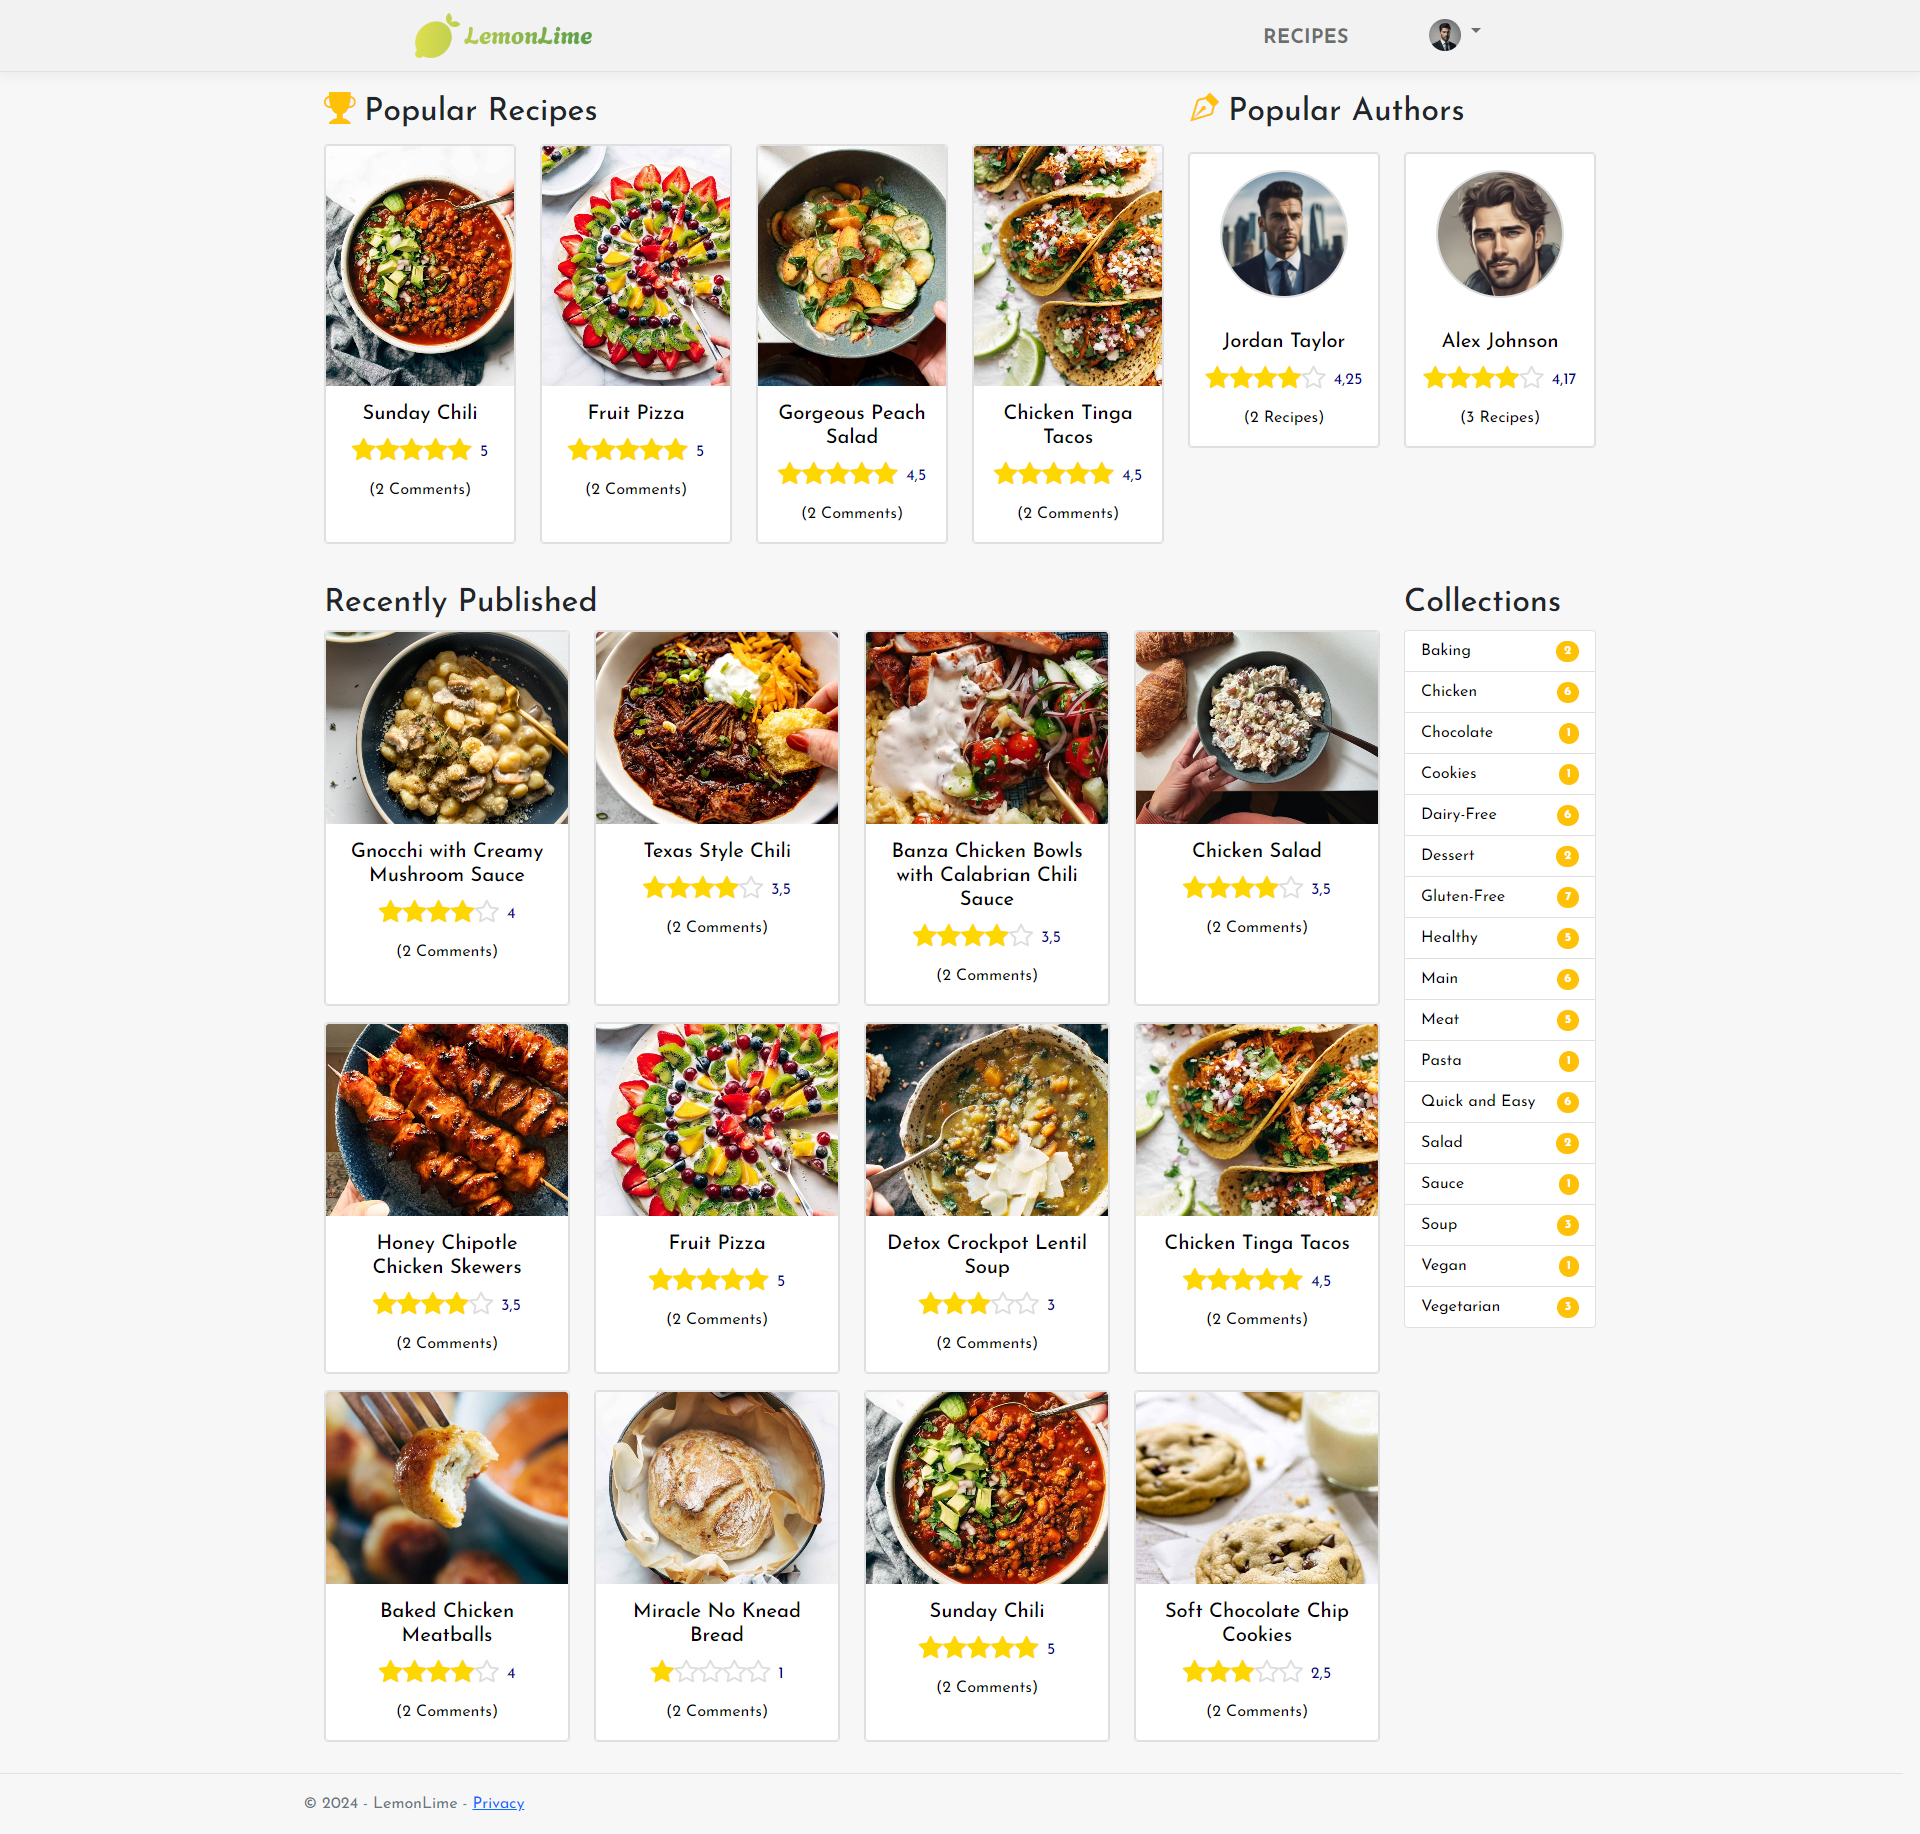 LemonLime
RECIPES
Popular Recipes
Sunday Chili
5
(2 Comments)
Fruit Pizza
5
(2 Comments)
Gorgeous Peach
Salad
4,5
(2 Comments)
Chicken Tinga
Tacos
4,5
(2 Comments)
Popular Authors
Jordan Taylor
4,25
(2 Recipes)
Alex Johnson
4,17
(3 Recipes)
Recently Published
Gnocchi with Creamy
Mushroom Sauce
4
(2 Comments)
Texas Style Chili
3,5
(2 Comments)
Banza Chicken Bowls
with Calabrian Chili
Sauce
3,5
(2 Comments)
Chicken Salad
3,5
(2 Comments)
Honey Chipotle
Chicken Skewers
3,5
(2 Comments)
Fruit Pizza
5
(2 Comments)
Detox Crockpot Lentil
Soup
3
(2 Comments)
Chicken Tinga Tacos
4,5
(2 Comments)
Baked Chicken
Meatballs
4
(2 Comments)
Miracle No Knead
Bread
1
(2 Comments)
Sunday Chili
5
(2 Comments)
Soft Chocolate Chip
Cookies
2,5
(2 Comments)
Collections
Baking 2
Chicken 6
Chocolate 1
Cookies 1
Dairy-Free 6
Dessert 2
Gluten-Free 7
Healthy 5
Main 6
Meat 5
Pasta 1
Quick and Easy 6
Salad 2
Sauce 1
Soup 3
Vegan 1
Vegetarian 3
© 2024 - LemonLime - Privacy